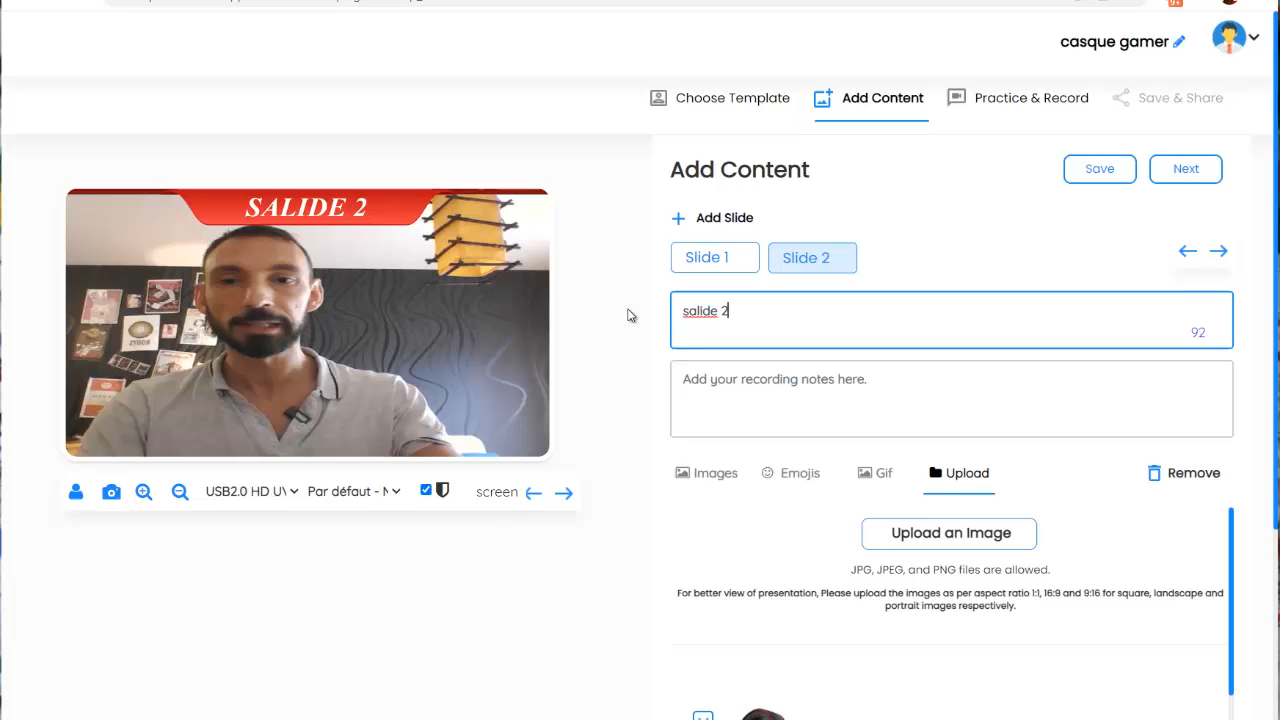 casque gamer
Choose Template
Add Content
Practice & Record
Save & Share
Add Content
Save
Next
Add Slide
Slide 1
Slide 2
salide 2
92
Add your recording notes here.
Images
Emojis
Gif
Upload
Remove
Upload an Image
JPG, JPEG, and PNG files are allowed.
For better view of presentation, Please upload the images as per aspect ratio 1:1, 16:9 and 9:16 for square, landscape and
portrait images respectively.
SALIDE 2
USB2.0 HD
Par défaut -
screen